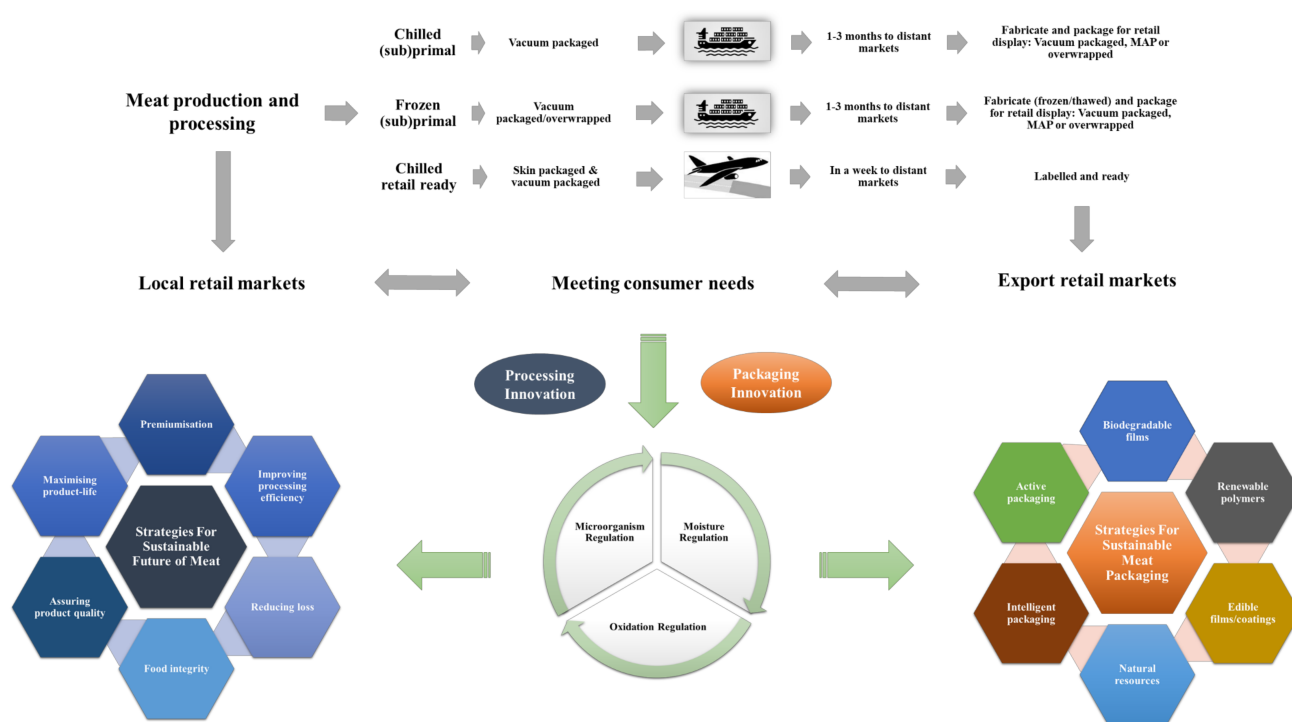 Chilled
(sub)primal
Vacuum packaged
1-3 months to distant
markets
Fabricate and package for retail
display: Vacuum packaged, MAP or
overwrapped
Meat production and
processing
Frozen
(sub)primal
Vacuum
packaged/overwrapped
1-3 months to distant
markets
Fabricate (frozen/thawed) and package
for retail display: Vacuum packaged,
MAP or overwrapped
Chilled
retail ready
Skin packaged &
vacuum packaged
In a week to distant
markets
Labelled and ready
Local retail markets
Meeting consumer needs
Export retail markets
Processing
Innovation
Packaging
Innovation
Premiumisation
Maximising
product-life
Improving
processing
efficiency
Strategies For
Sustainable
Future of Meat
Assuring
product quality
Reducing loss
Food integrity
Microorganism
Regulation
Moisture
Regulation
Oxidation Regulation
Biodegradable
films
Active
packaging
Renewable
polymers
Strategies For
Sustainable
Meat
Packaging
Intelligent
packaging
Edible
films/coatings
Natural
resources